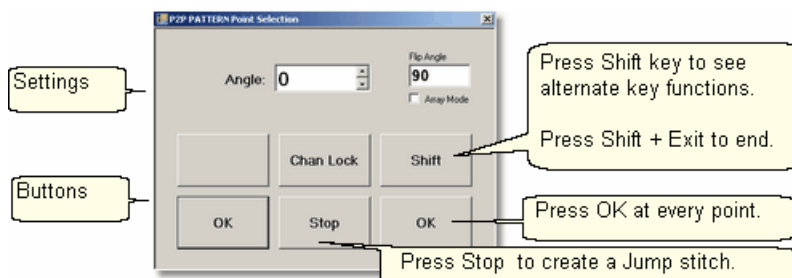 P2P PATTERN Point Selection
Settings
Angle: 0
Flip Angle
90
Array Mode
Press Shift key to see
alternate key functions.
Press Shift + Exit to end.
Chan Lock
Shift
Buttons
OK
Stop
OK
Press OK at every point.
Press Stop to create a Jump stitch.